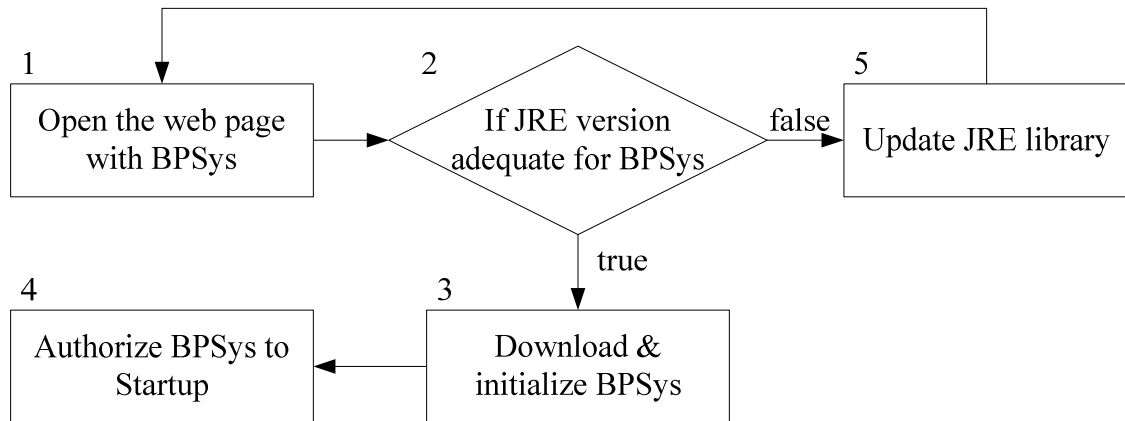 1
Open the web page
with BPSys
2
If JRE version
adequate for BPSys
false
5
Update JRE library
true
4
Authorize BPSys to
Startup
3
Download &
initialize BPSys